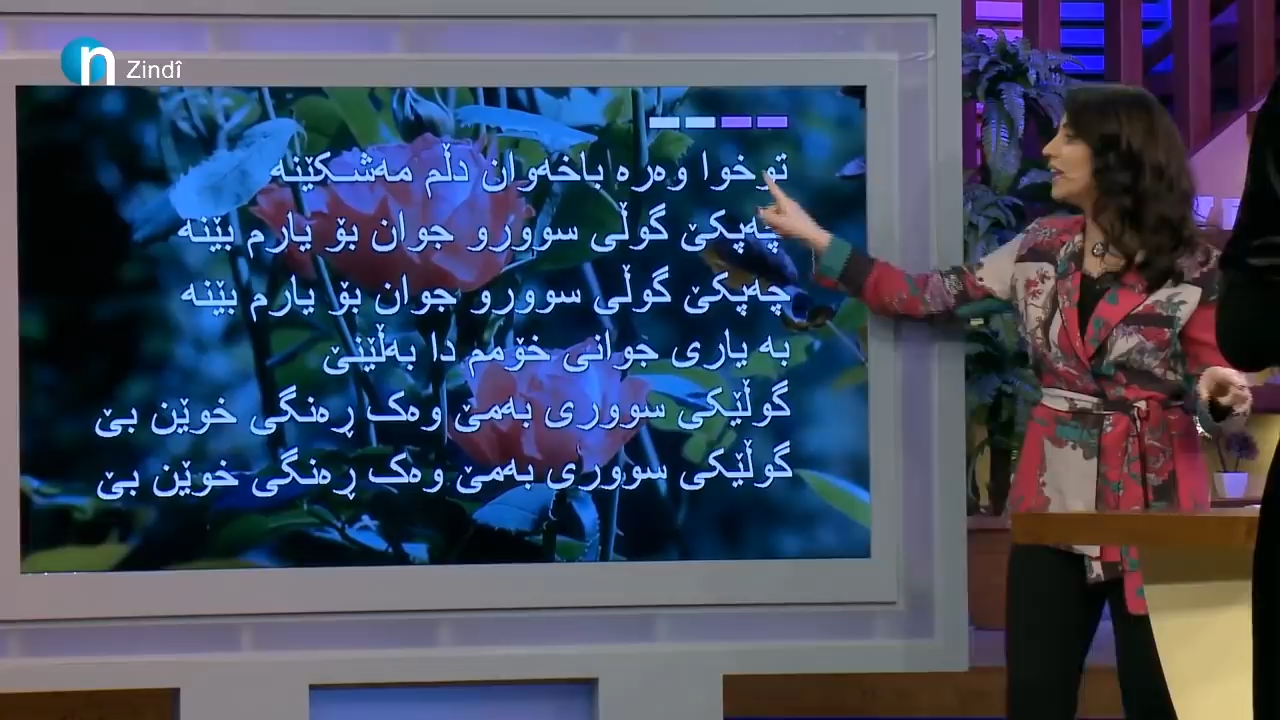 n Zindî
توخوا وەرە باخەوان دڵم مەشکێنە
چەپکێ گوڵی سوورو جوان بۆ یارم بێنە
چەپکێ گوڵی سوورو جوان بۆ یارم بێنە
بە یاری جوانی خۆمم دا بەڵێنێ
گوڵێکی سووری بەمێ وەک ڕەنگی خوێن بێ
گوڵێکی سووری بەمێ وەک ڕەنگی خوێن بێ